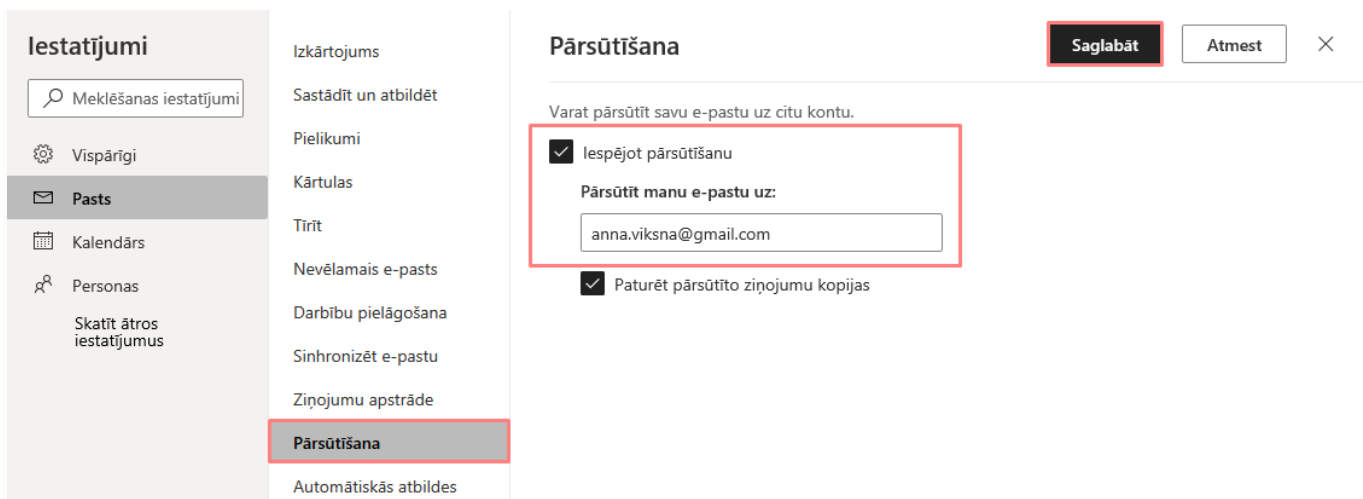 Iestatījumi
Meklēšanas iestatījumi
Vispārīgi
Pasts
Kalendārs
Personas
Skatīt ātros
iestatījumus
Izkārtojums
Sastādīt un atbildēt
Pielikumi
Kārtulas
Tīrīt
Nevēlamais e-pasts
Darbību pielāgošana
Sinhronizēt e-pastu
Ziņojumu apstrāde
Pārsūtīšana
Automātiskās atbildes
Pārsūtīšana
Saglabāt
Atmest
Varat pārsūtīt savu e-pastu uz citu kontu.
Iespējot pārsūtīšanu
Pārsūtīt manu e-pastu uz:
anna.viksna@gmail.com
Paturēt pārsūtīto ziņojumu kopijas